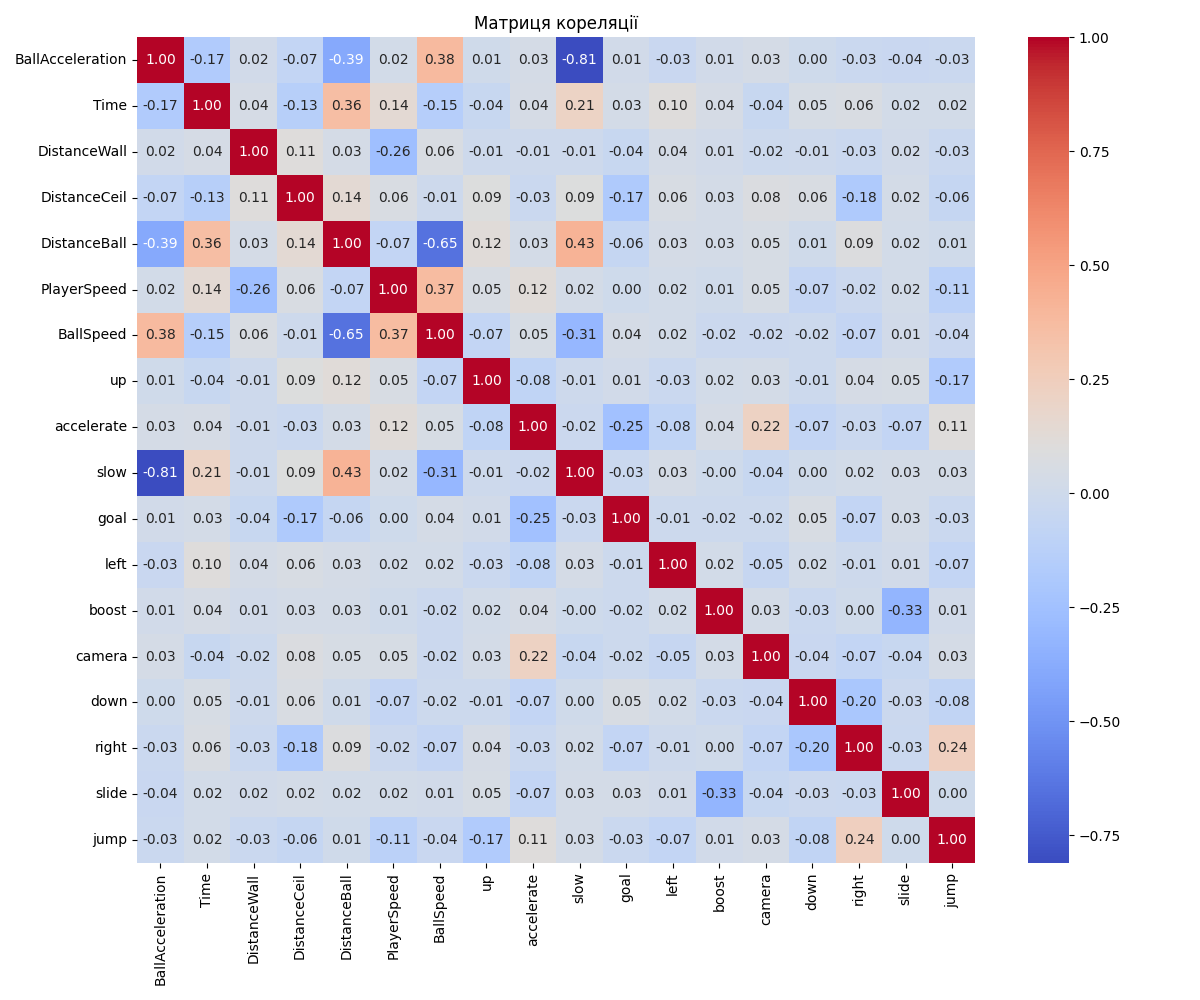 Матриця кореляції
BallAcceleration 1.00 -0.17 0.02 -0.07 -0.39 0.02 0.38 0.01 0.03 -0.81 0.01 -0.03 0.01 0.03 0.00 -0.03 -0.04 -0.03
Time -0.17 1.00 0.04 -0.13 0.36 0.14 -0.15 -0.04 0.04 0.21 0.03 0.10 0.04 -0.04 0.05 0.06 0.02 0.02
DistanceWall 0.02 0.04 1.00 0.11 0.03 -0.26 0.06 -0.01 -0.01 -0.01 -0.04 0.04 0.01 -0.02 -0.01 -0.03 0.02 -0.03
DistanceCeil -0.07 -0.13 0.11 1.00 0.14 0.06 -0.01 0.09 -0.03 0.09 -0.17 0.06 0.03 0.08 0.06 -0.18 0.02 -0.06
DistanceBall -0.39 0.36 0.03 0.14 1.00 -0.07 -0.65 0.12 0.03 0.43 -0.06 0.03 0.03 0.05 0.01 0.09 0.02 0.01
PlayerSpeed 0.02 0.14 -0.26 0.06 -0.07 1.00 0.37 0.05 0.12 0.02 0.00 0.02 0.01 0.05 -0.07 -0.02 0.02 -0.11
BallSpeed 0.38 -0.15 0.06 -0.01 -0.65 0.37 1.00 -0.07 0.05 -0.31 0.04 0.02 -0.02 -0.02 -0.02 -0.07 0.01 -0.04
up 0.01 -0.04 -0.01 0.09 0.12 0.05 -0.07 1.00 -0.08 -0.01 0.01 -0.03 0.02 0.03 -0.01 0.04 0.05 -0.17
accelerate 0.03 0.04 -0.01 -0.03 0.03 0.12 0.05 -0.08 1.00 -0.02 -0.25 -0.08 0.04 0.22 -0.07 -0.03 -0.07 0.11
slow -0.81 0.21 -0.01 0.09 0.43 0.02 -0.31 -0.01 -0.02 1.00 -0.03 0.03 -0.00 -0.04 0.00 0.02 0.03 0.03
goal 0.01 0.03 -0.04 -0.17 -0.06 0.00 0.04 0.01 -0.25 -0.03 1.00 -0.01 -0.02 -0.02 0.05 -0.07 0.03 -0.03
left -0.03 0.10 0.04 0.06 0.03 0.02 0.02 -0.03 -0.08 0.03 -0.01 1.00 0.02 -0.05 0.02 -0.01 0.01 -0.07
boost 0.01 0.04 0.01 0.03 0.03 0.01 -0.02 0.02 0.04 -0.00 -0.02 0.02 1.00 0.03 -0.03 0.00 -0.33 0.01
camera 0.03 -0.04 -0.02 0.08 0.05 0.05 -0.02 0.03 0.22 -0.04 -0.02 -0.05 0.03 1.00 -0.04 -0.07 -0.04 0.03
down 0.00 0.05 -0.01 0.06 0.01 -0.07 -0.02 -0.01 -0.07 0.00 0.05 0.02 -0.03 -0.04 1.00 -0.20 -0.03 -0.08
right -0.03 0.06 -0.03 -0.18 0.09 -0.02 -0.07 0.04 -0.03 0.02 -0.07 -0.01 0.00 -0.07 -0.20 1.00 -0.03 0.24
slide -0.04 0.02 0.02 0.02 0.02 0.02 0.01 0.05 -0.07 0.03 0.03 0.01 -0.33 -0.04 -0.03 -0.03 1.00 0.00
jump -0.03 0.02 -0.03 -0.06 0.01 -0.11 -0.04 -0.17 0.11 0.03 -0.03 -0.07 0.01 0.03 -0.08 0.24 0.00 1.00
BallAcceleration
Time
DistanceWall
DistanceCeil
DistanceBall
PlayerSpeed
BallSpeed
up
accelerate
slow
goal
left
boost
camera
down
right
slide
jump
1.00
0.75
0.50
0.25
0.00
−0.25
−0.50
−0.75